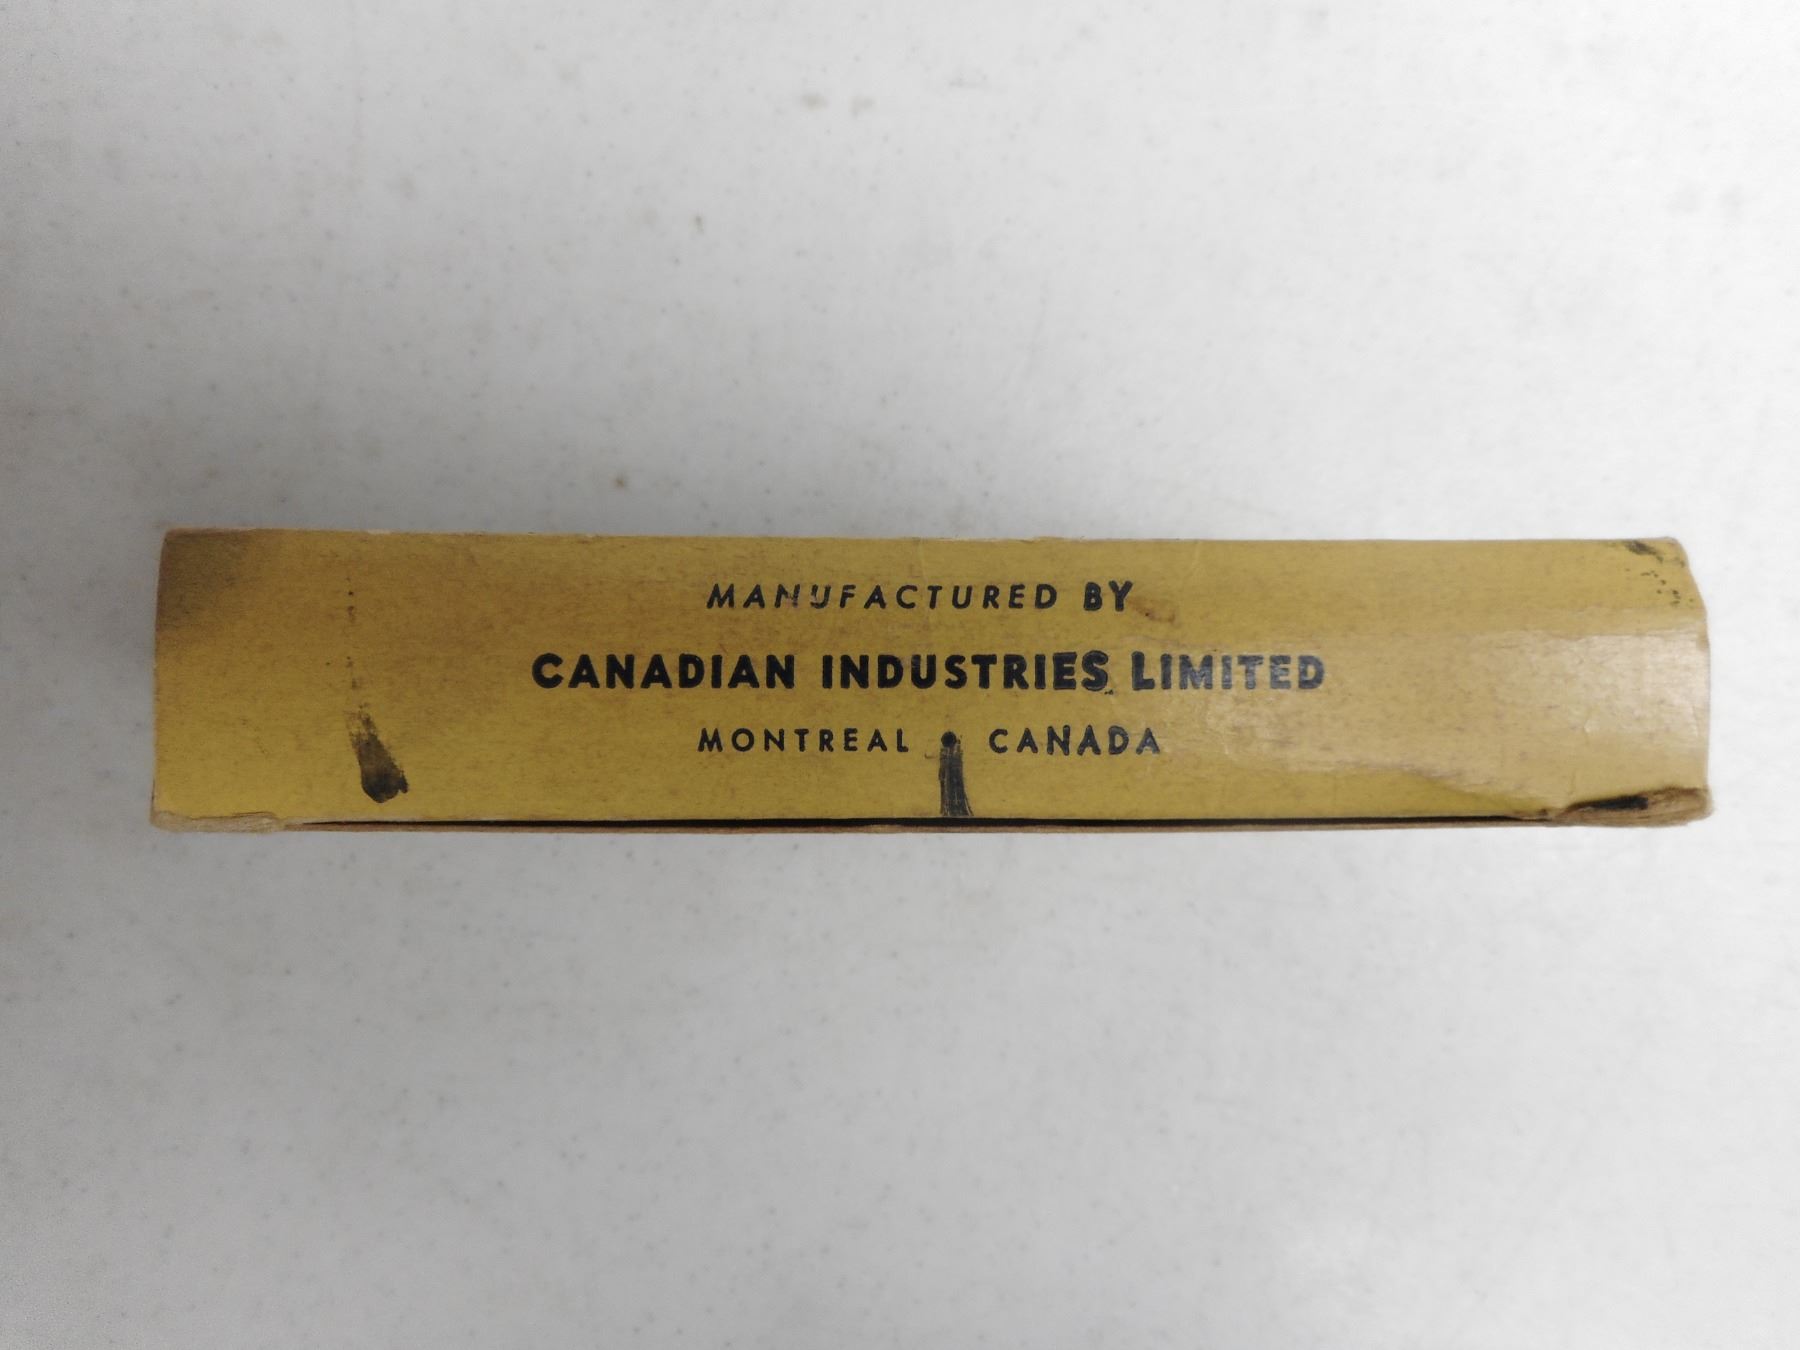 MANUFACTURED BY
CANADIAN INDUSTRIES LIMITED
MONTREAL • CANADA